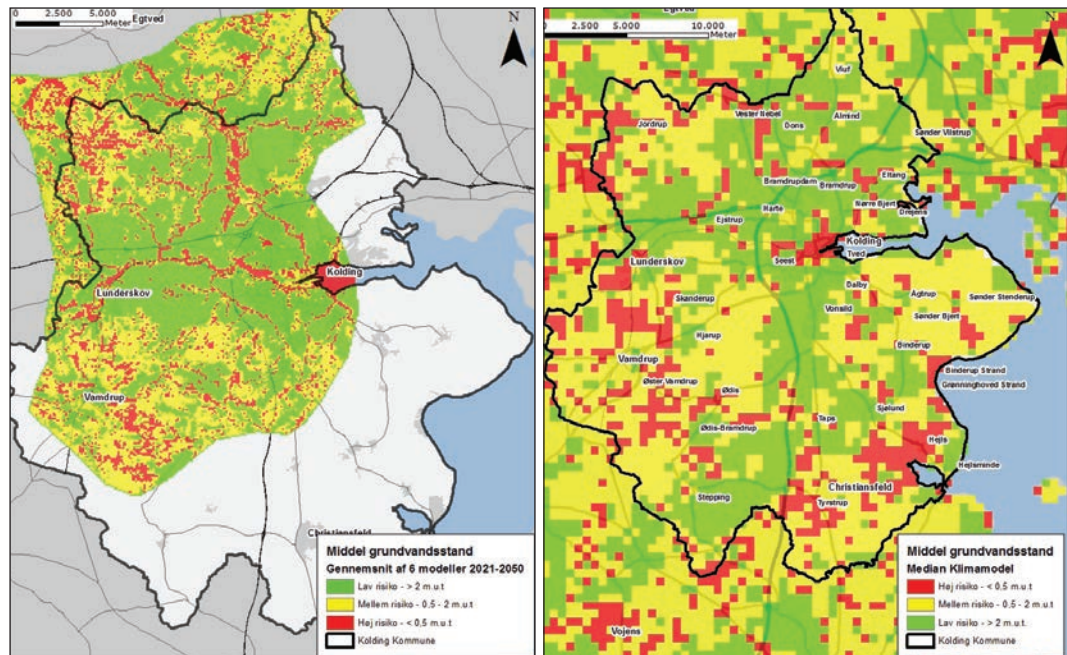 0 2.500 5.000 Egtved
Meter
N
Kolding
Lunderskov
Vamdrup
Christiansfeld
Middel grundvandsstand
Gennemsnit af 6 modeller 2021-2050
Lav risiko - > 2 m.u.t
Mellem risiko - 0,5 - 2 m.u.t
Høj risiko - < 0,5 m.u.t
Kolding Kommune
0 2.500 5.000 10.000
Meter
Egtved
N
Viuf
Vester Nebel
Jordrup
Dons
Almind
Sønder Vilstrup
Bramdrupdam
Bramdrup
Eltang
Nørre Bjert
Drejens
Harte
Ejstrup
Kolding
Tved
Seest
Lunderskov
Dalby
Skanderup
Agtrup
Sønder Stenderup
Vonsild
Sønder Bjert
Hjarup
Binderup
Vamdrup
Binderup Strand
Øster Vamdrup
Grønninghoved Strand
Ødis
Sjølund
Taps
Ødis-Bramdrup
Hejls
Hejlsminde
Christiansfeld
Stepping
Tyrstrup
Vojens
Middel grundvandsstand
Median Klimamodel
Høj risiko - < 0,5 m.u.t
Mellem risiko - 0,5 - 2 m.u.t
Lav risiko - > 2 m.u.t.
Kolding Kommune